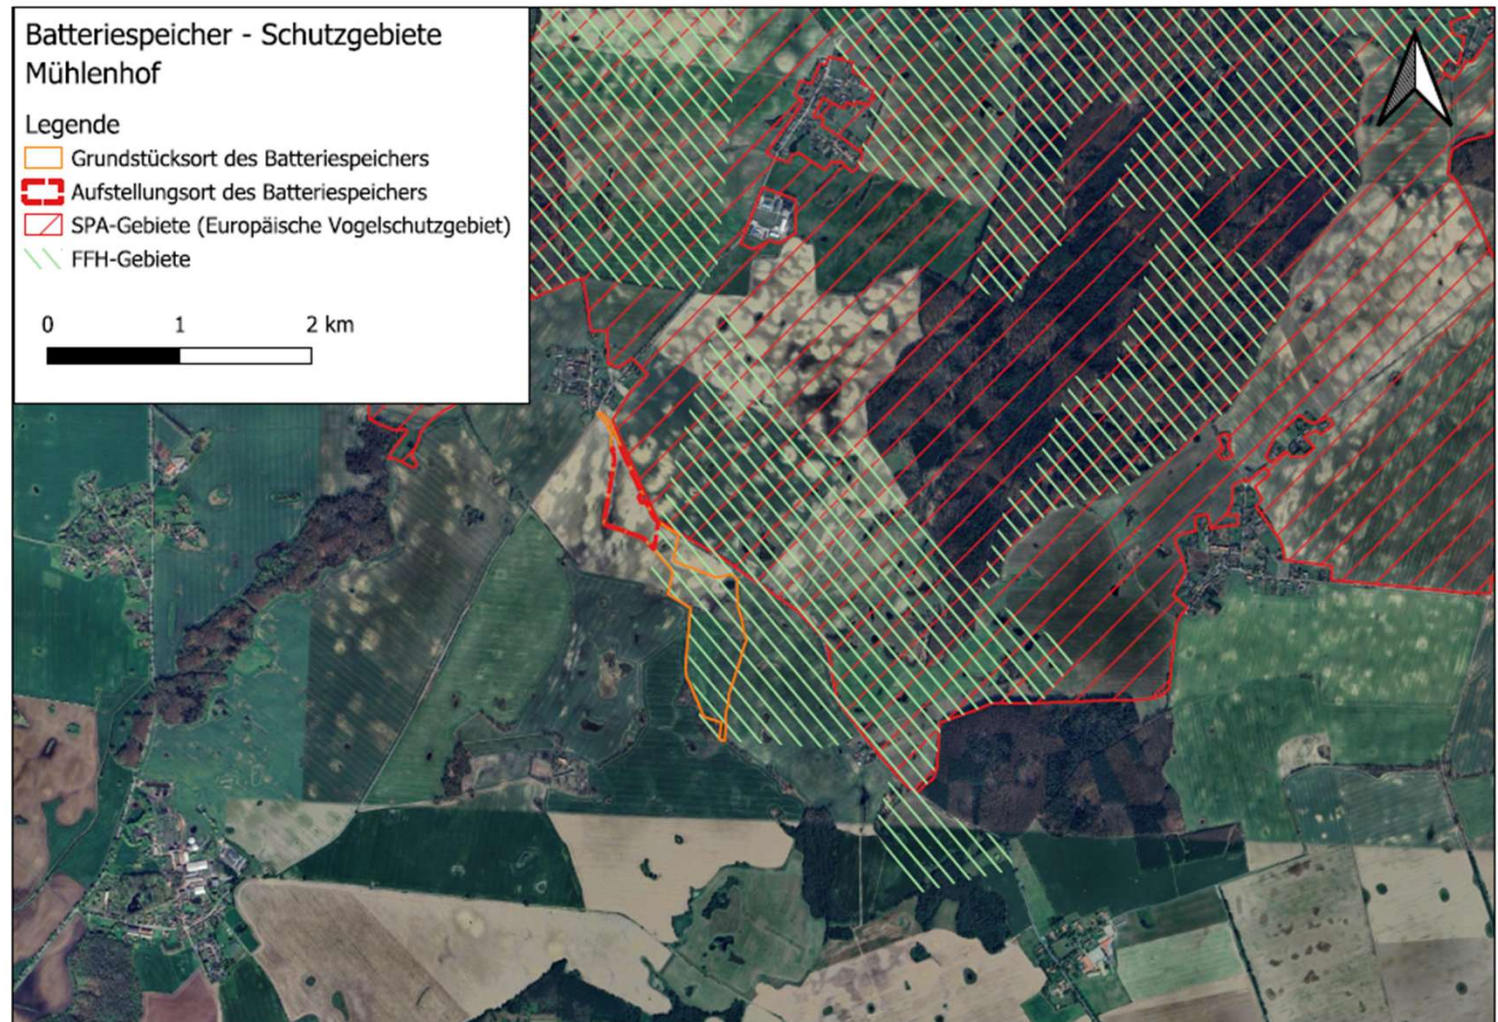 Batteriespeicher - Schutzgebiete
Mühlenhof
Legende
Grundstücksort des Batteriespeichers
Aufstellungsort des Batteriespeichers
SPA-Gebiete (Europäische Vogelschutzgebiet)
FFH-Gebiete
0 1 2 km